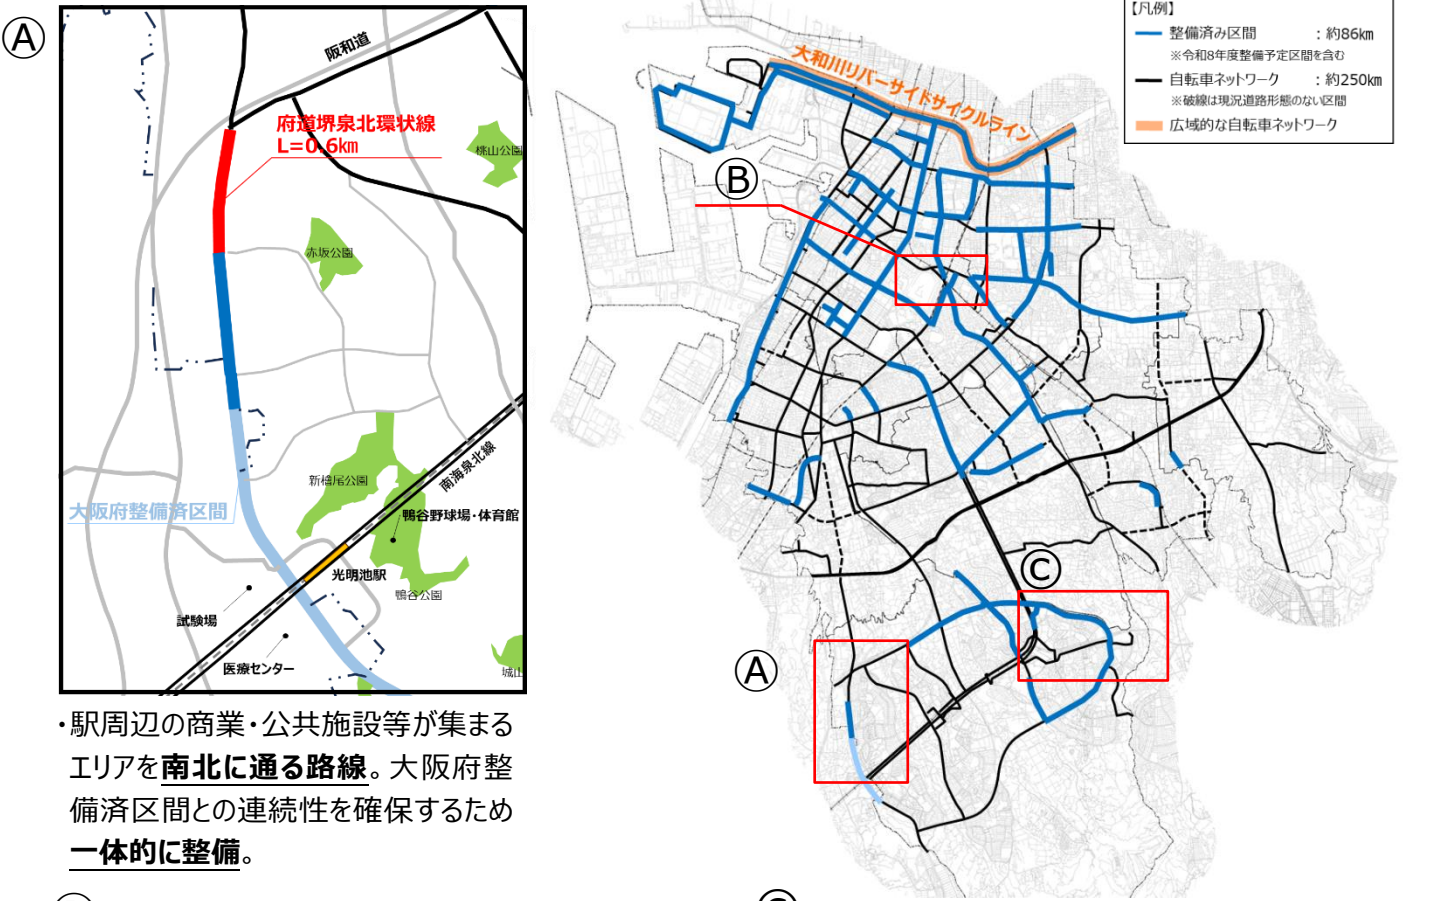 Ⓐ
阪和道
府道堺泉北環状線
L=0.6㎞
桃山公園
赤坂公園
新檜尾公園
南海泉北線
大阪府整備済区間
鴨谷野球場・体育館
光明池駅
鴨谷公園
試験場
医療センター
城山
・駅周辺の商業・公共施設等が集まる
エリアを南北に通る路線。大阪府整
備済区間との連続性を確保するため
一体的に整備。
【凡例】
整備済み区間 ：約86㎞
※令和8年度整備予定区間を含む
自転車ネットワーク ：約250㎞
※破線は現況道路形態のない区間
広域的な自転車ネットワーク
大和川リバーサイドサイクルライン
Ⓑ
Ⓒ
Ⓐ